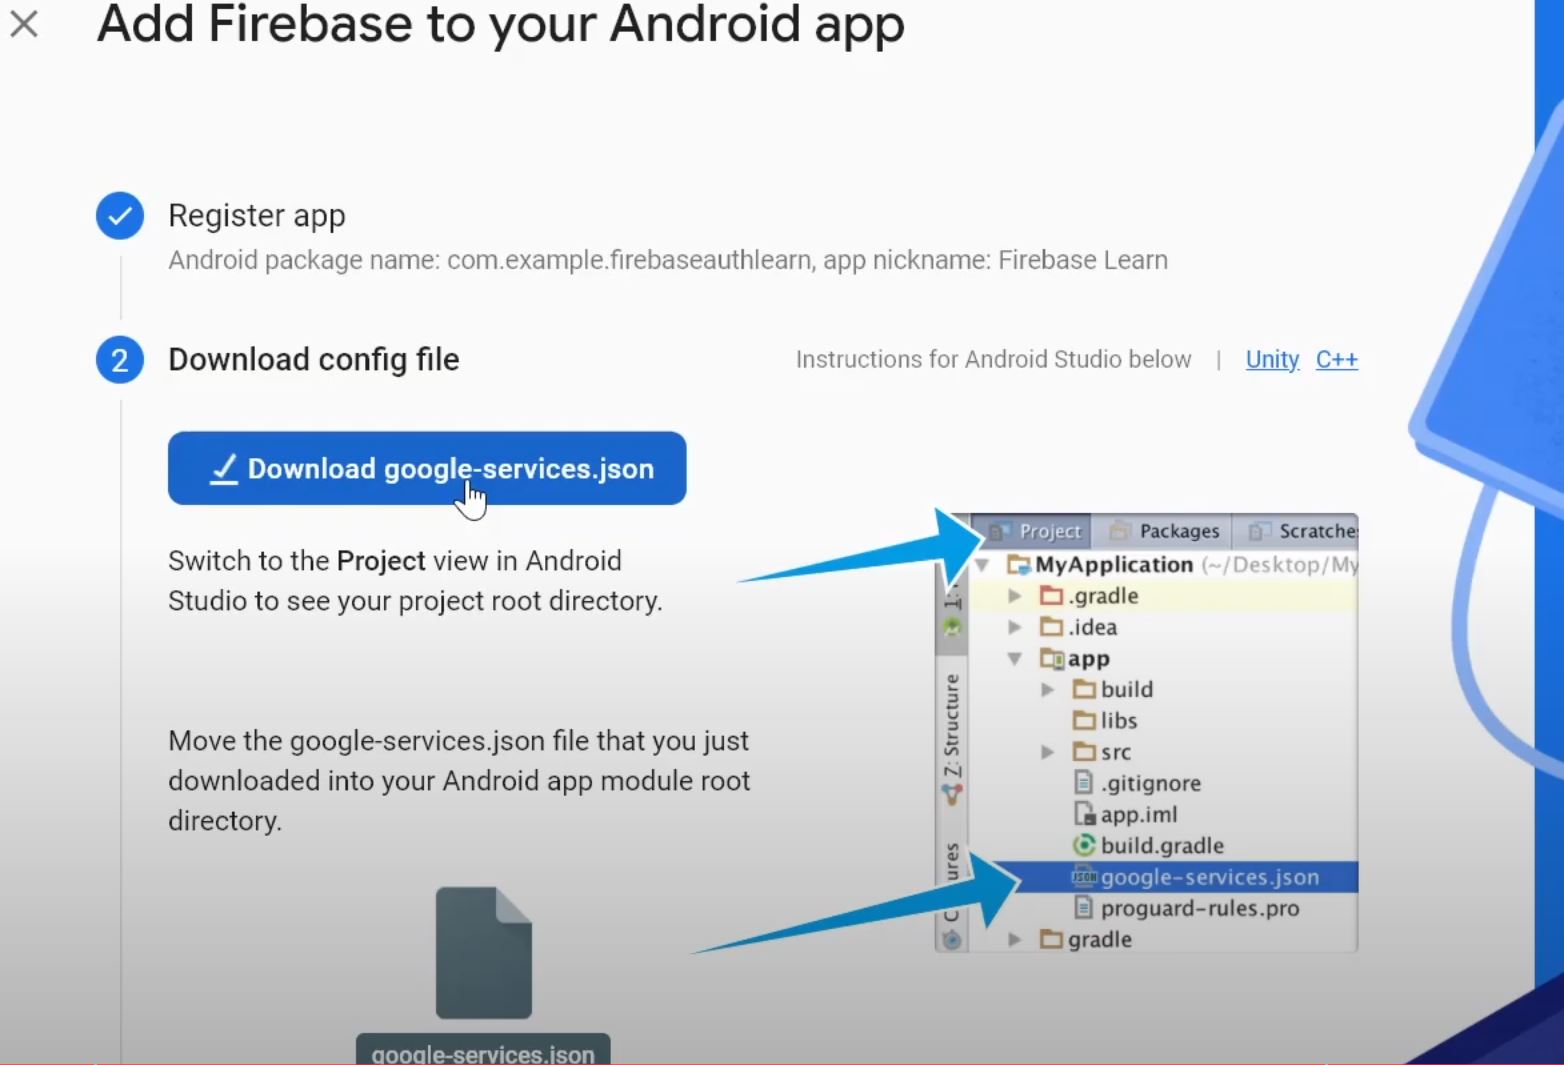 Add Firebase to your Android app
Register app
Android package name: com.example.firebaseauthlearn, app nickname: Firebase Learn
2
Download config file
Instructions for Android Studio below | Unity C++
Download google-services.json
Switch to the Project view in Android
Studio to see your project root directory.
Move the google-services.json file that you just
downloaded into your Android app module root
directory.
google-services.json
Project Packages Scratche
MyApplication (~/Desktop/My
.gradle
.idea
app
build
libs
src
.gitignore
app.iml
build.gradle
JSON google-services.json
proguard-rules.pro
gradle
1:
Z: Structure